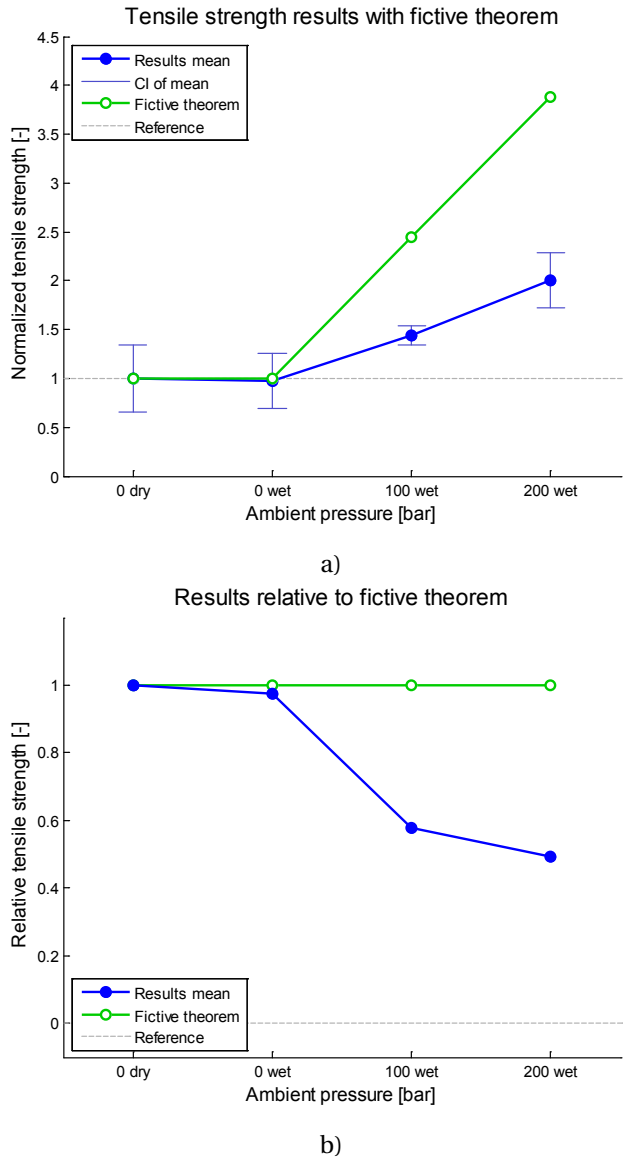 Tensile strength results with fictive theorem
4.5
4
3.5
3
2.5
2
1.5
1
0.5
0
Normalized tensile strength [-]
Results mean
CI of mean
Fictive theorem
Reference
0 dry
0 wet
100 wet
200 wet
Ambient pressure [bar]
a)
Results relative to fictive theorem
1
0.8
0.6
0.4
0.2
0
Relative tensile strength [-]
Results mean
Fictive theorem
Reference
0 dry
0 wet
100 wet
200 wet
Ambient pressure [bar]
b)